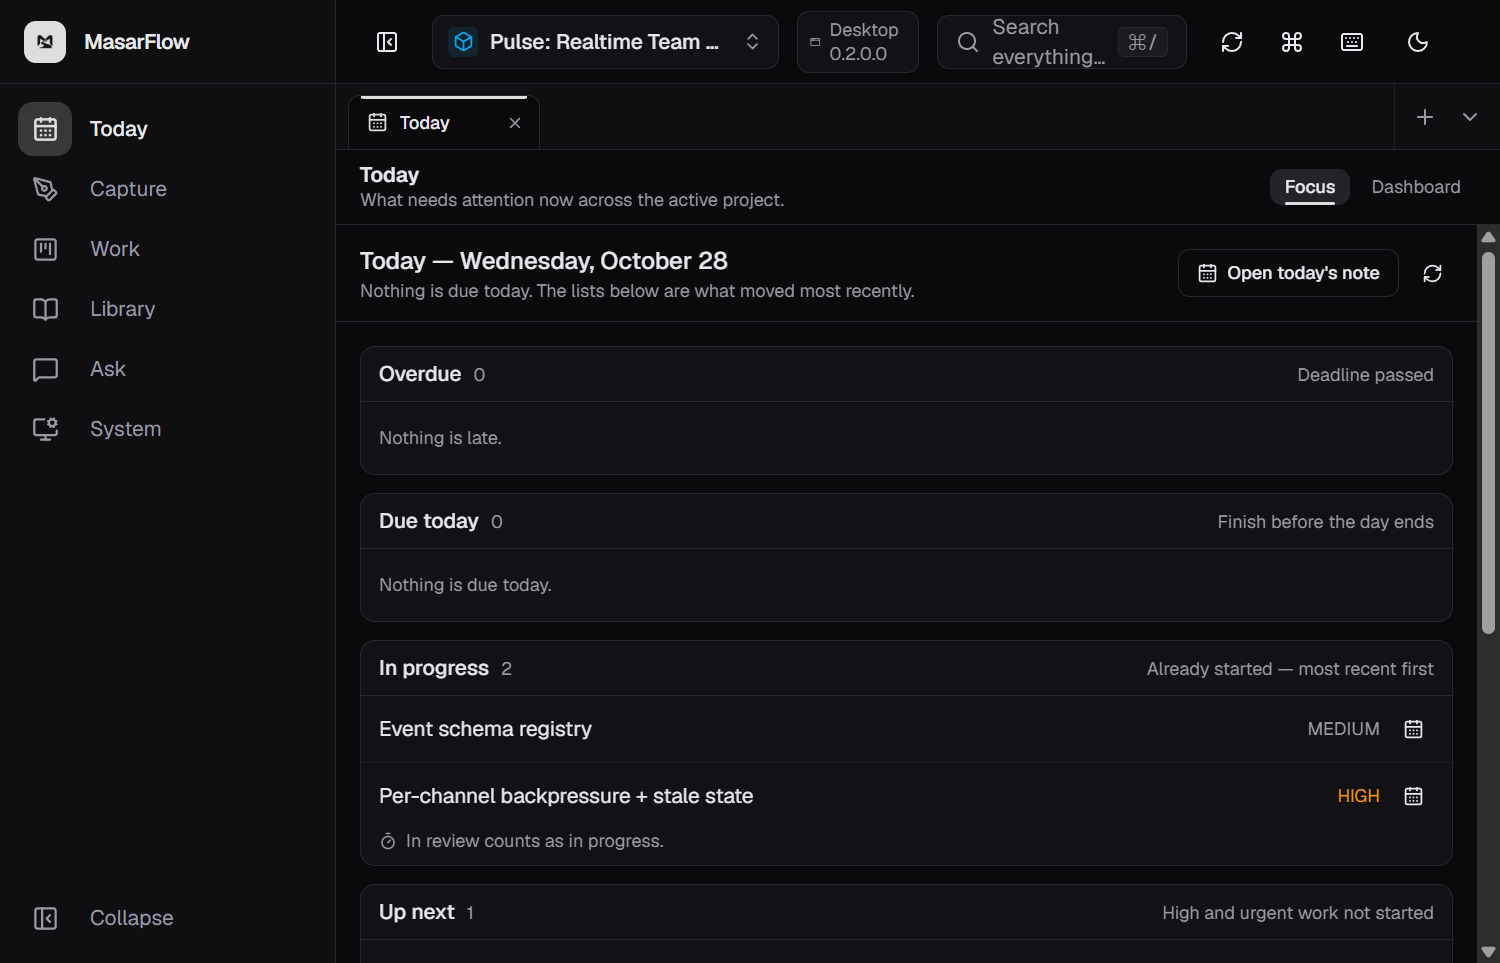 MasarFlow
Pulse: Realtime Team ...
Desktop
0.2.0.0
Search
everything...
⌘/
Today
Capture
Work
Library
Ask
System
Collapse
Today
Today
What needs attention now across the active project.
Focus
Dashboard
Today — Wednesday, October 28
Nothing is due today. The lists below are what moved most recently.
Open today's note
Overdue 0
Deadline passed
Nothing is late.
Due today 0
Finish before the day ends
Nothing is due today.
In progress 2
Already started — most recent first
Event schema registry
MEDIUM
Per-channel backpressure + stale state
HIGH
In review counts as in progress.
Up next 1
High and urgent work not started